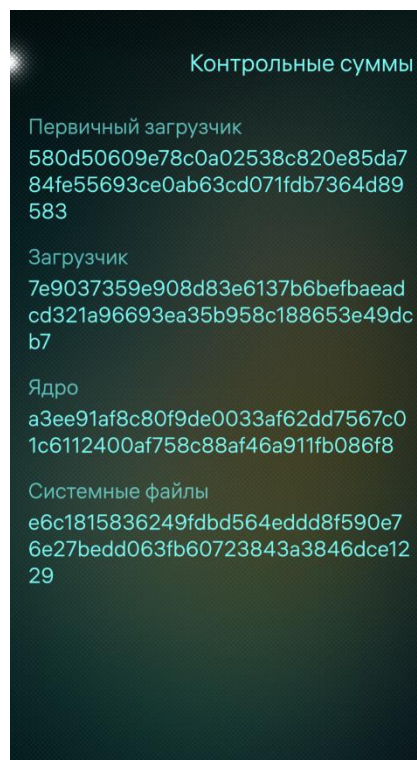 Контрольные суммы
Первичный загрузчик
580d50609e78c0a02538c820e85da7
84fe55693ce0ab63cd071fdb7364d89
583
Загрузчик
7e9037359e908d83e6137b6befbaead
cd321a96693ea35b958c188653e49dc
b7
Ядро
a3ee91af8c80f9de0033af62dd7567c0
1c6112400af758c88af46a911fb086f8
Системные файлы
e6c1815836249fdbd564eddd8f590e7
6e27bedd063fb60723843a3846dce12
29